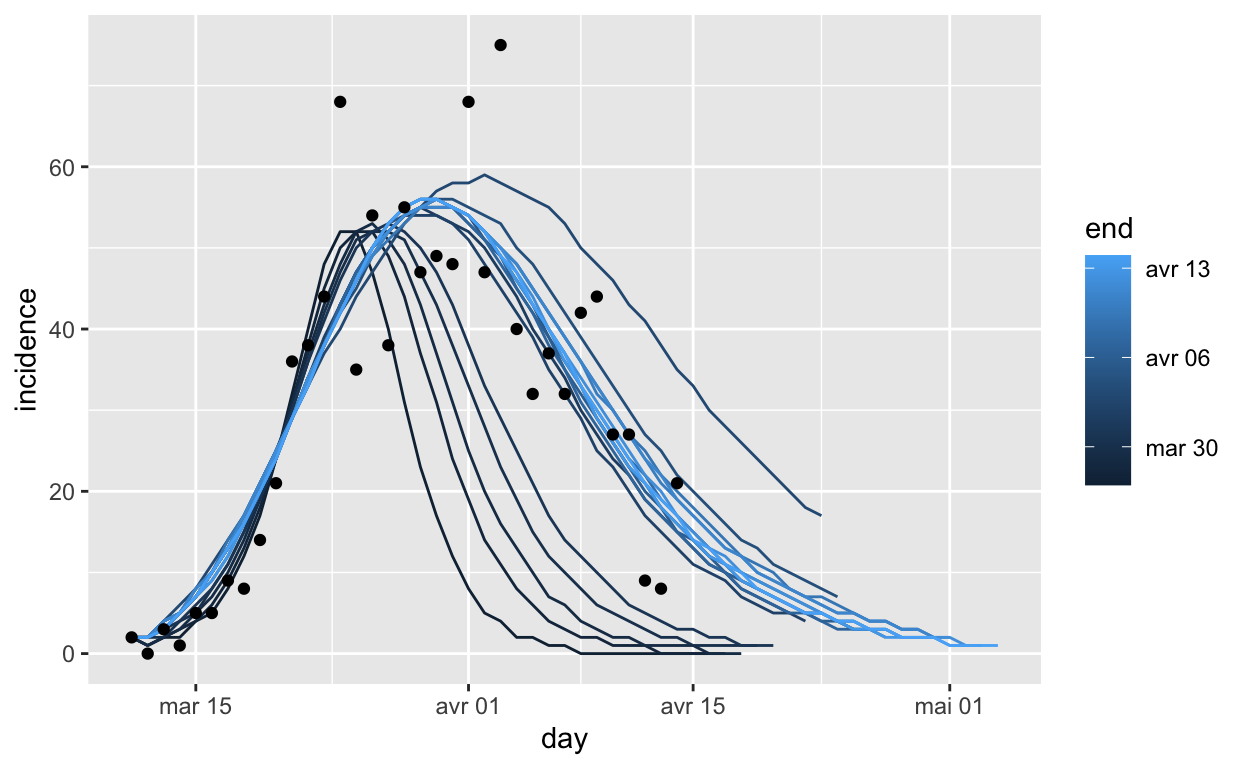 60
40
20
0
incidence
mar 15
avr 01
avr 15
mai 01
day
end
avr 13
avr 06
mar 30